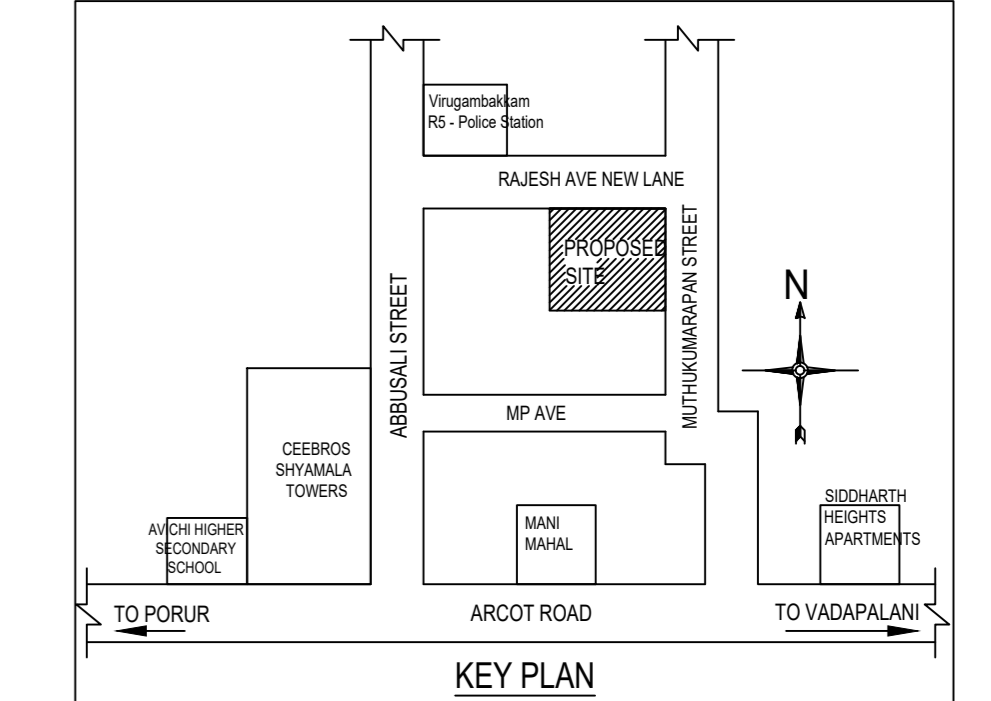 Virugambakkam
R5 - Police Station
RAJESH AVE NEW LANE
PROPOSED
SITE
MUTHUKUMARAPAN STREET
ABBUSALI STREET
N
MP AVE
CEEBROS
SHYAMALA
TOWERS
AVICHI HIGHER
SECONDARY
SCHOOL
MANI
MAHAL
SIDDHARTH
HEIGHTS
APARTMENTS
TO PORUR
ARCOT ROAD
TO VADAPALANI
KEY PLAN